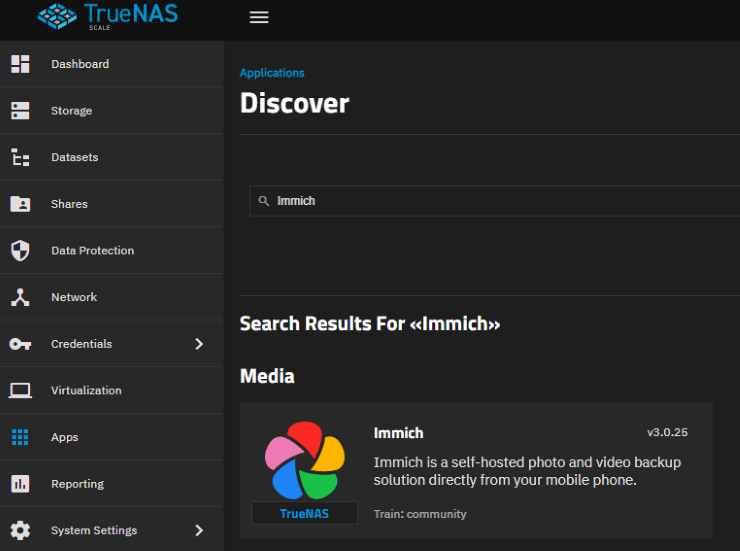 TrueNAS
SCALE
Dashboard
Storage
Datasets
Shares
Data Protection
Network
Credentials
Virtualization
Apps
Reporting
System Settings
Applications
Discover
Immich
Search Results For «Immich»
Media
Immich
v3.0.25
Immich is a self-hosted photo and video backup
solution directly from your mobile phone.
TrueNAS
Train: community